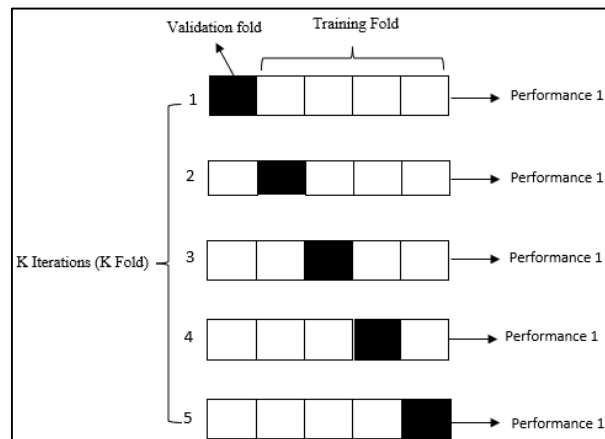 Validation fold
Training Fold
1
Performance 1
2
Performance 1
K Iterations (K Fold)
3
Performance 1
4
Performance 1
5
Performance 1